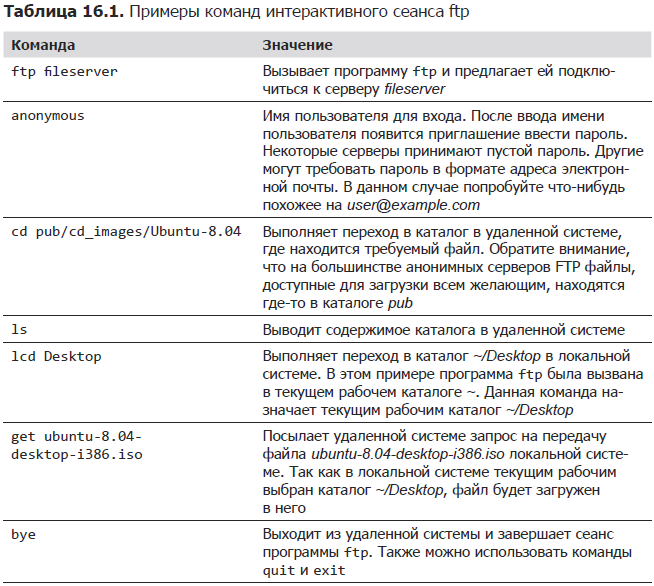 Таблица 16.1. Примеры команд интерактивного сеанса ftp
Команда Значение
ftp fileserver Вызывает программу ftp и предлагает ей подклю-
читься к серверу fileserver
anonymous Имя пользователя для входа. После ввода имени
пользователя появится приглашение ввести пароль.
Некоторые серверы принимают пустой пароль. Другие
могут требовать пароль в формате адреса электрон-
ной почты. В данном случае попробуйте что-нибудь
похожее на user@example.com
cd pub/cd_images/Ubuntu-8.04 Выполняет переход в каталог в удаленной системе,
где находится требуемый файл. Обратите внимание,
что на большинстве анонимных серверов FTP файлы,
доступные для загрузки всем желающим, находятся
где-то в каталоге pub
ls Выводит содержимое каталога в удаленной системе
lcd Desktop Выполняет переход в каталог ~/Desktop в локальной
системе. В этом примере программа ftp была вызвана
в текущем рабочем каталоге ~. Данная команда на-
значает текущим рабочим каталог ~/Desktop
get ubuntu-8.04- Посылает удаленной системе запрос на передачу
desktop-i386.iso файла ubuntu-8.04-desktop-i386.iso локальной систе-
ме. Так как в локальной системе текущим рабочим
выбран каталог ~/Desktop, файл будет загружен
в него
bye Выходит из удаленной системы и завершает сеанс
программы ftp. Также можно использовать команды
quit и exit